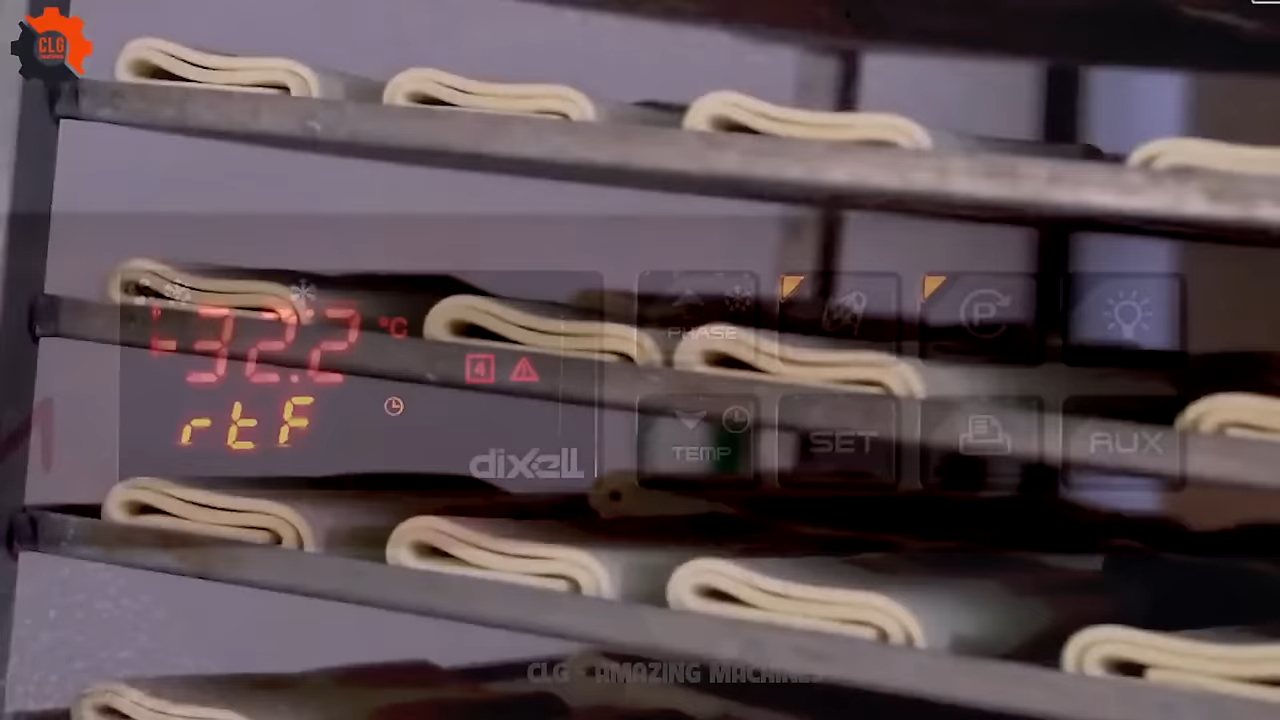 CLG
-32.2 °C
4
rtF
dixell
PHASE
TEMP
SET
AUX
P
CLG - AMAZING MACHINES